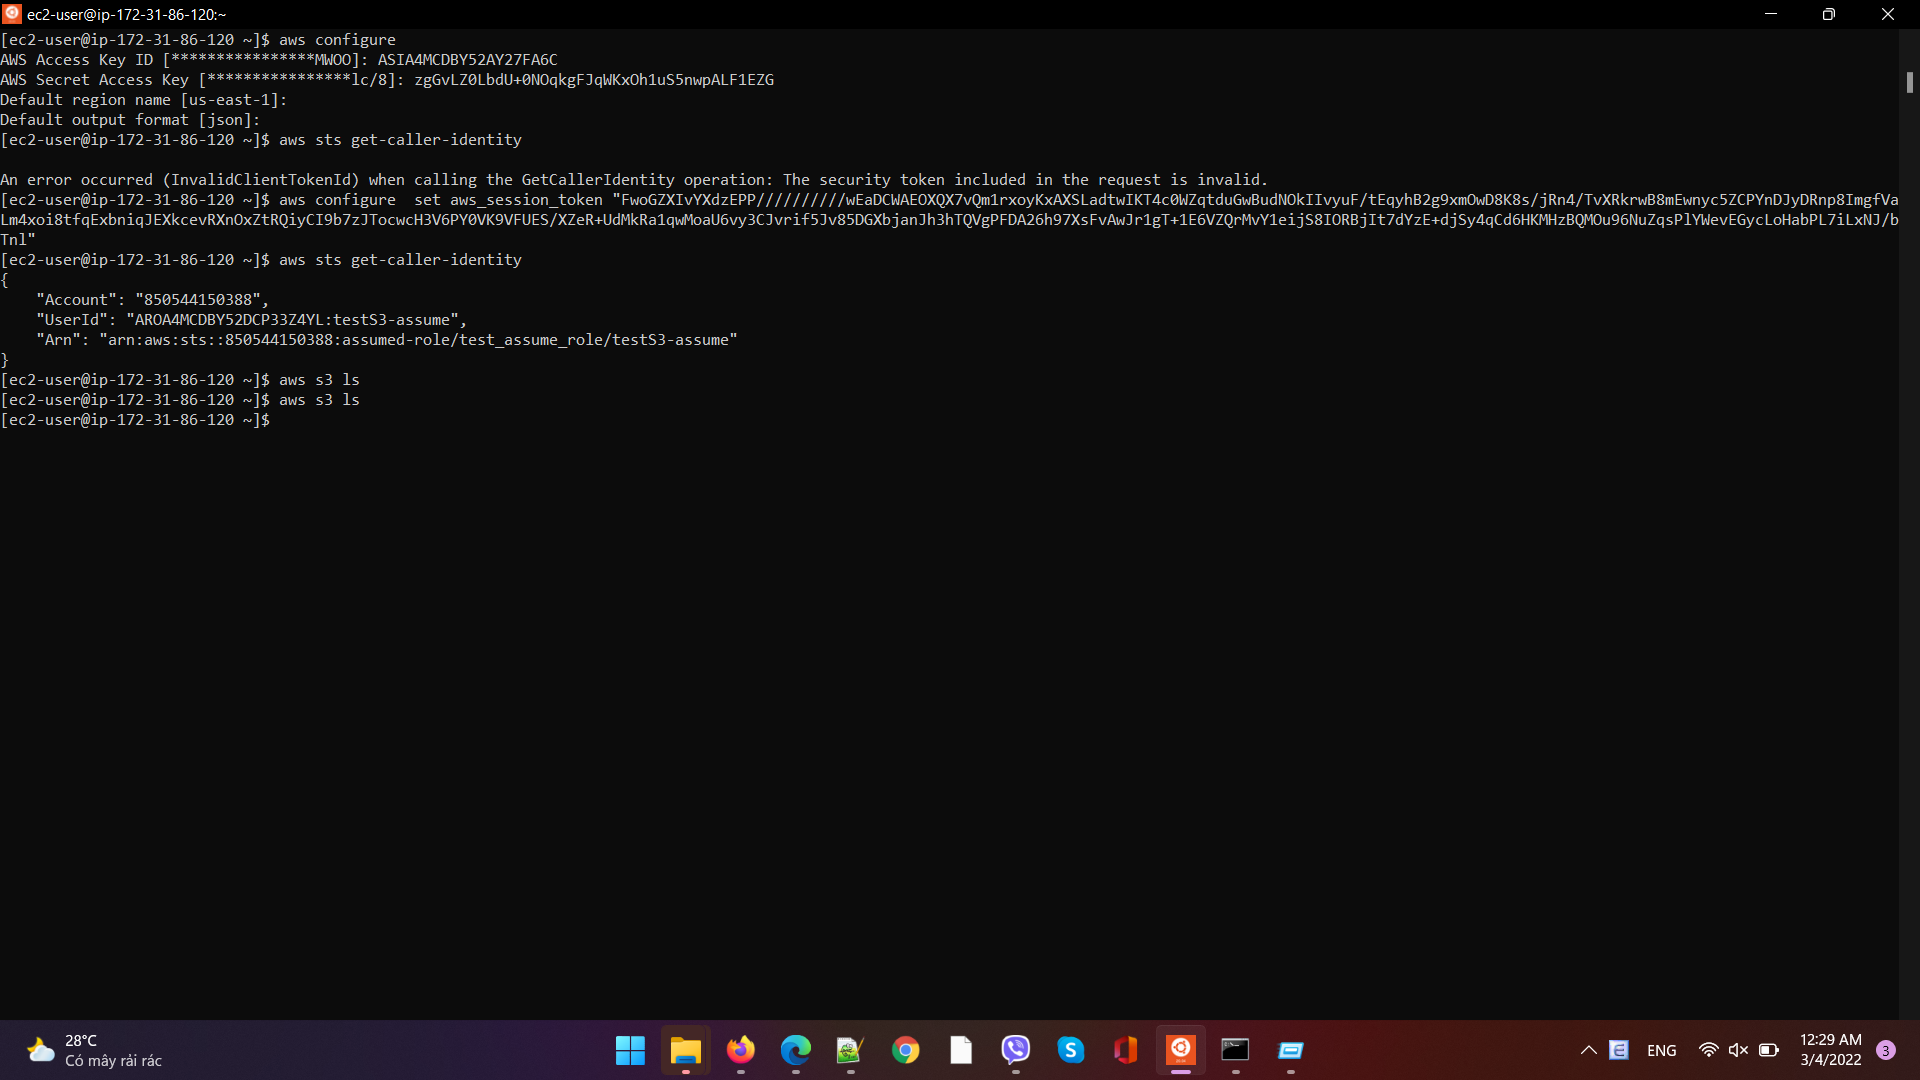 ec2-user@ip-172-31-86-120:~
[ec2-user@ip-172-31-86-120 ~]$ aws configure
AWS Access Key ID [****************MWOO]: ASIA4MCDBY52AY27FA6C
AWS Secret Access Key [****************lc/8]: zgGvLZ0LbdU+0NOqkgFJqWKxOh1uS5nwpALF1EZG
Default region name [us-east-1]:
Default output format [json]:
[ec2-user@ip-172-31-86-120 ~]$ aws sts get-caller-identity
An error occurred (InvalidClientTokenId) when calling the GetCallerIdentity operation: The security token included in the request is invalid.
[ec2-user@ip-172-31-86-120 ~]$ aws configure  set aws_session_token "FwoGZXIvYXdzEPP//////////wEaDCWAEOXQX7vQm1rxoyKxAXSLadtwIKT4c0WZqtduGwBudNOkIIvyuF/tEqyhB2g9xmOwD8K8s/jRn4/TvXRkrwB8mEwnyc5ZCPYnDJyDRnp8ImgfVa
Lm4xoi8tfqExbniqJEXkcevRXnOxZtRQiyCI9b7zJTocwcH3V6PY0VK9VFUES/XZeR+UdMkRa1qwMoaU6vy3CJvrif5Jv85DGXbjanJh3hTQVgPFDA26h97XsFvAwJr1gT+1E6VZQrMvY1eijS8IORBjIt7dYzE+djSy4qCd6HKMHzBQMOu96NuZqsPlYWevEGycLoHabPL7iLxNJ/b
Tnl"
[ec2-user@ip-172-31-86-120 ~]$ aws sts get-caller-identity
{
    "Account": "850544150388",
    "UserId": "AROA4MCDBY52DCP33Z4YL:testS3-assume",
    "Arn": "arn:aws:sts::850544150388:assumed-role/test_assume_role/testS3-assume"
}
[ec2-user@ip-172-31-86-120 ~]$ aws s3 ls
[ec2-user@ip-172-31-86-120 ~]$ aws s3 ls
[ec2-user@ip-172-31-86-120 ~]$
28°C
Có mây rải rác
ENG
12:29 AM
3/4/2022
3